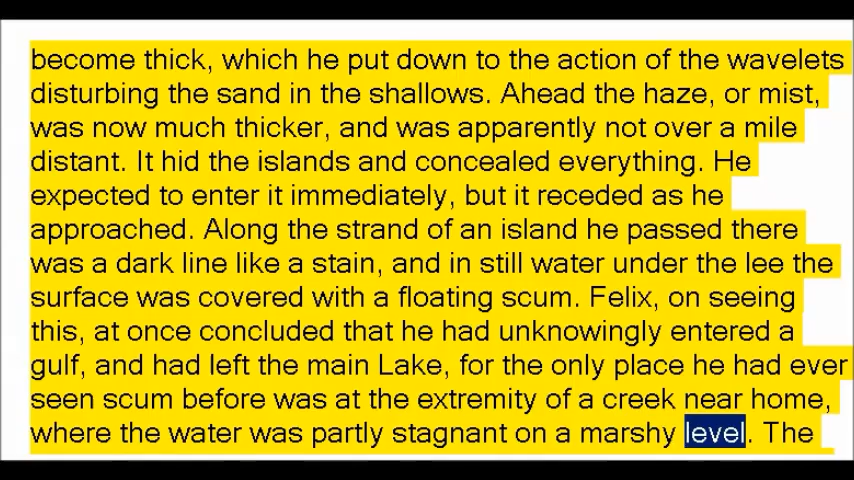 become thick, which he put down to the action of the wavelets
disturbing the sand in the shallows. Ahead the haze, or mist,
was now much thicker, and was apparently not over a mile
distant. It hid the islands and concealed everything. He
expected to enter it immediately, but it receded as he
approached. Along the strand of an island he passed there
was a dark line like a stain, and in still water under the lee the
surface was covered with a floating scum. Felix, on seeing
this, at once concluded that he had unknowingly entered a
gulf, and had left the main Lake, for the only place he had ever
seen scum before was at the extremity of a creek near home,
where the water was partly stagnant on a marshy level. The